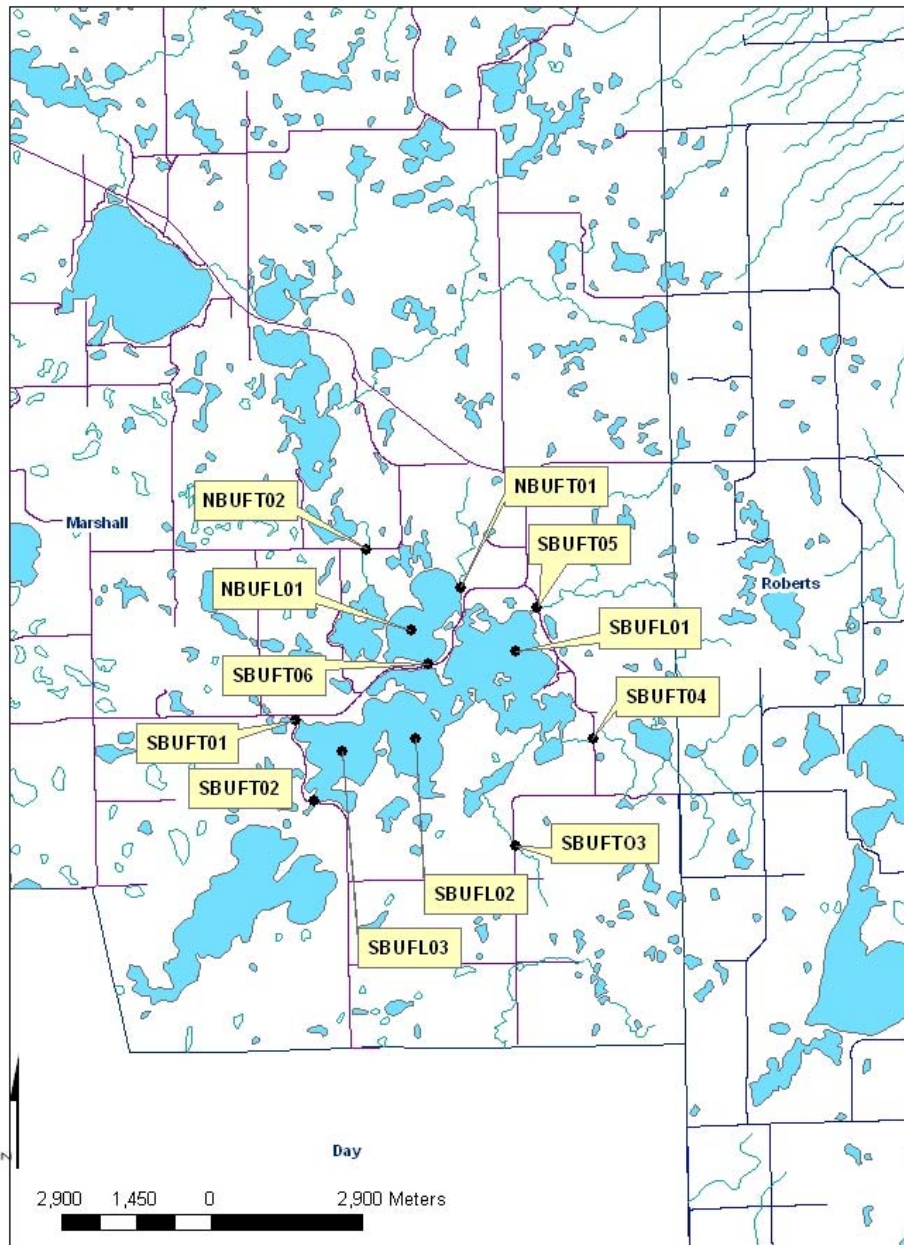 NBUFT01
NBUFT02
Marshall
SBUFT05
Roberts
NBUFL01
SBUFL01
SBUFT06
SBUFT04
SBUFT01
SBUFT02
SBUFTO3
SBUFL02
SBUFL03
Day
N
2,900 1,450 0 2,900 Meters